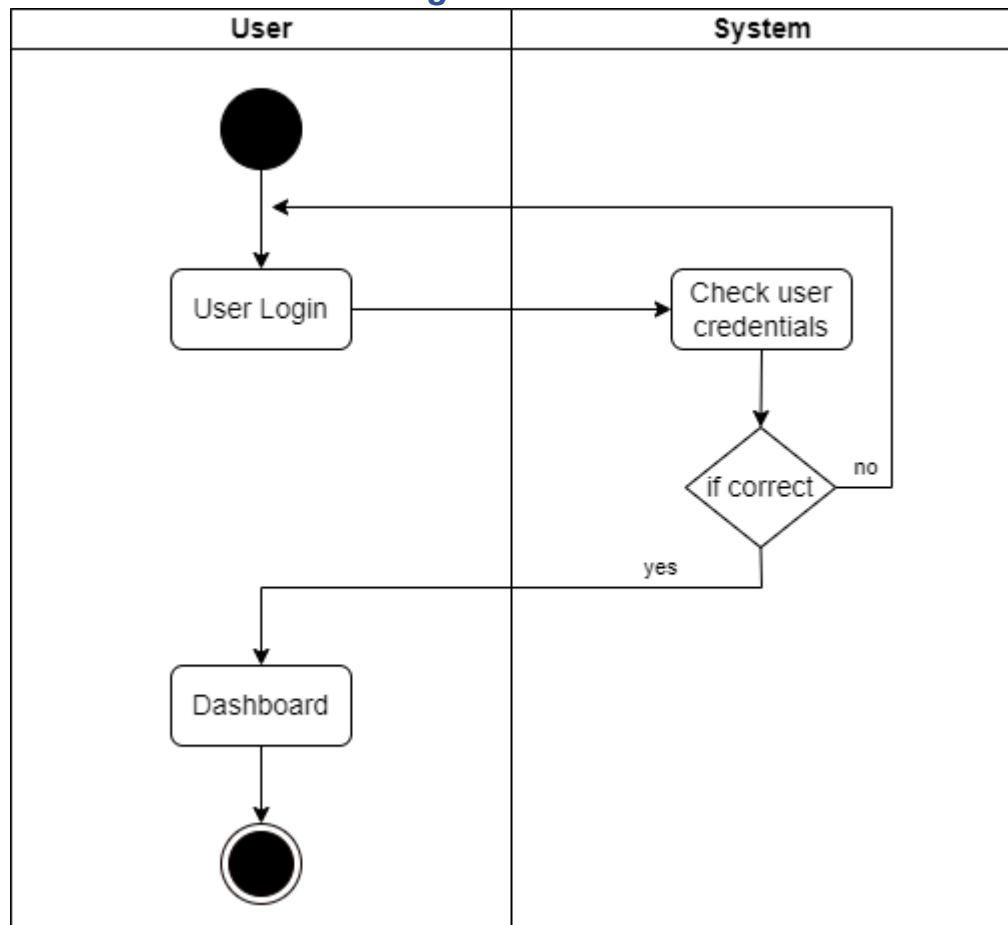 User
System
User Login
Check user
credentials
if correct
no
yes
Dashboard